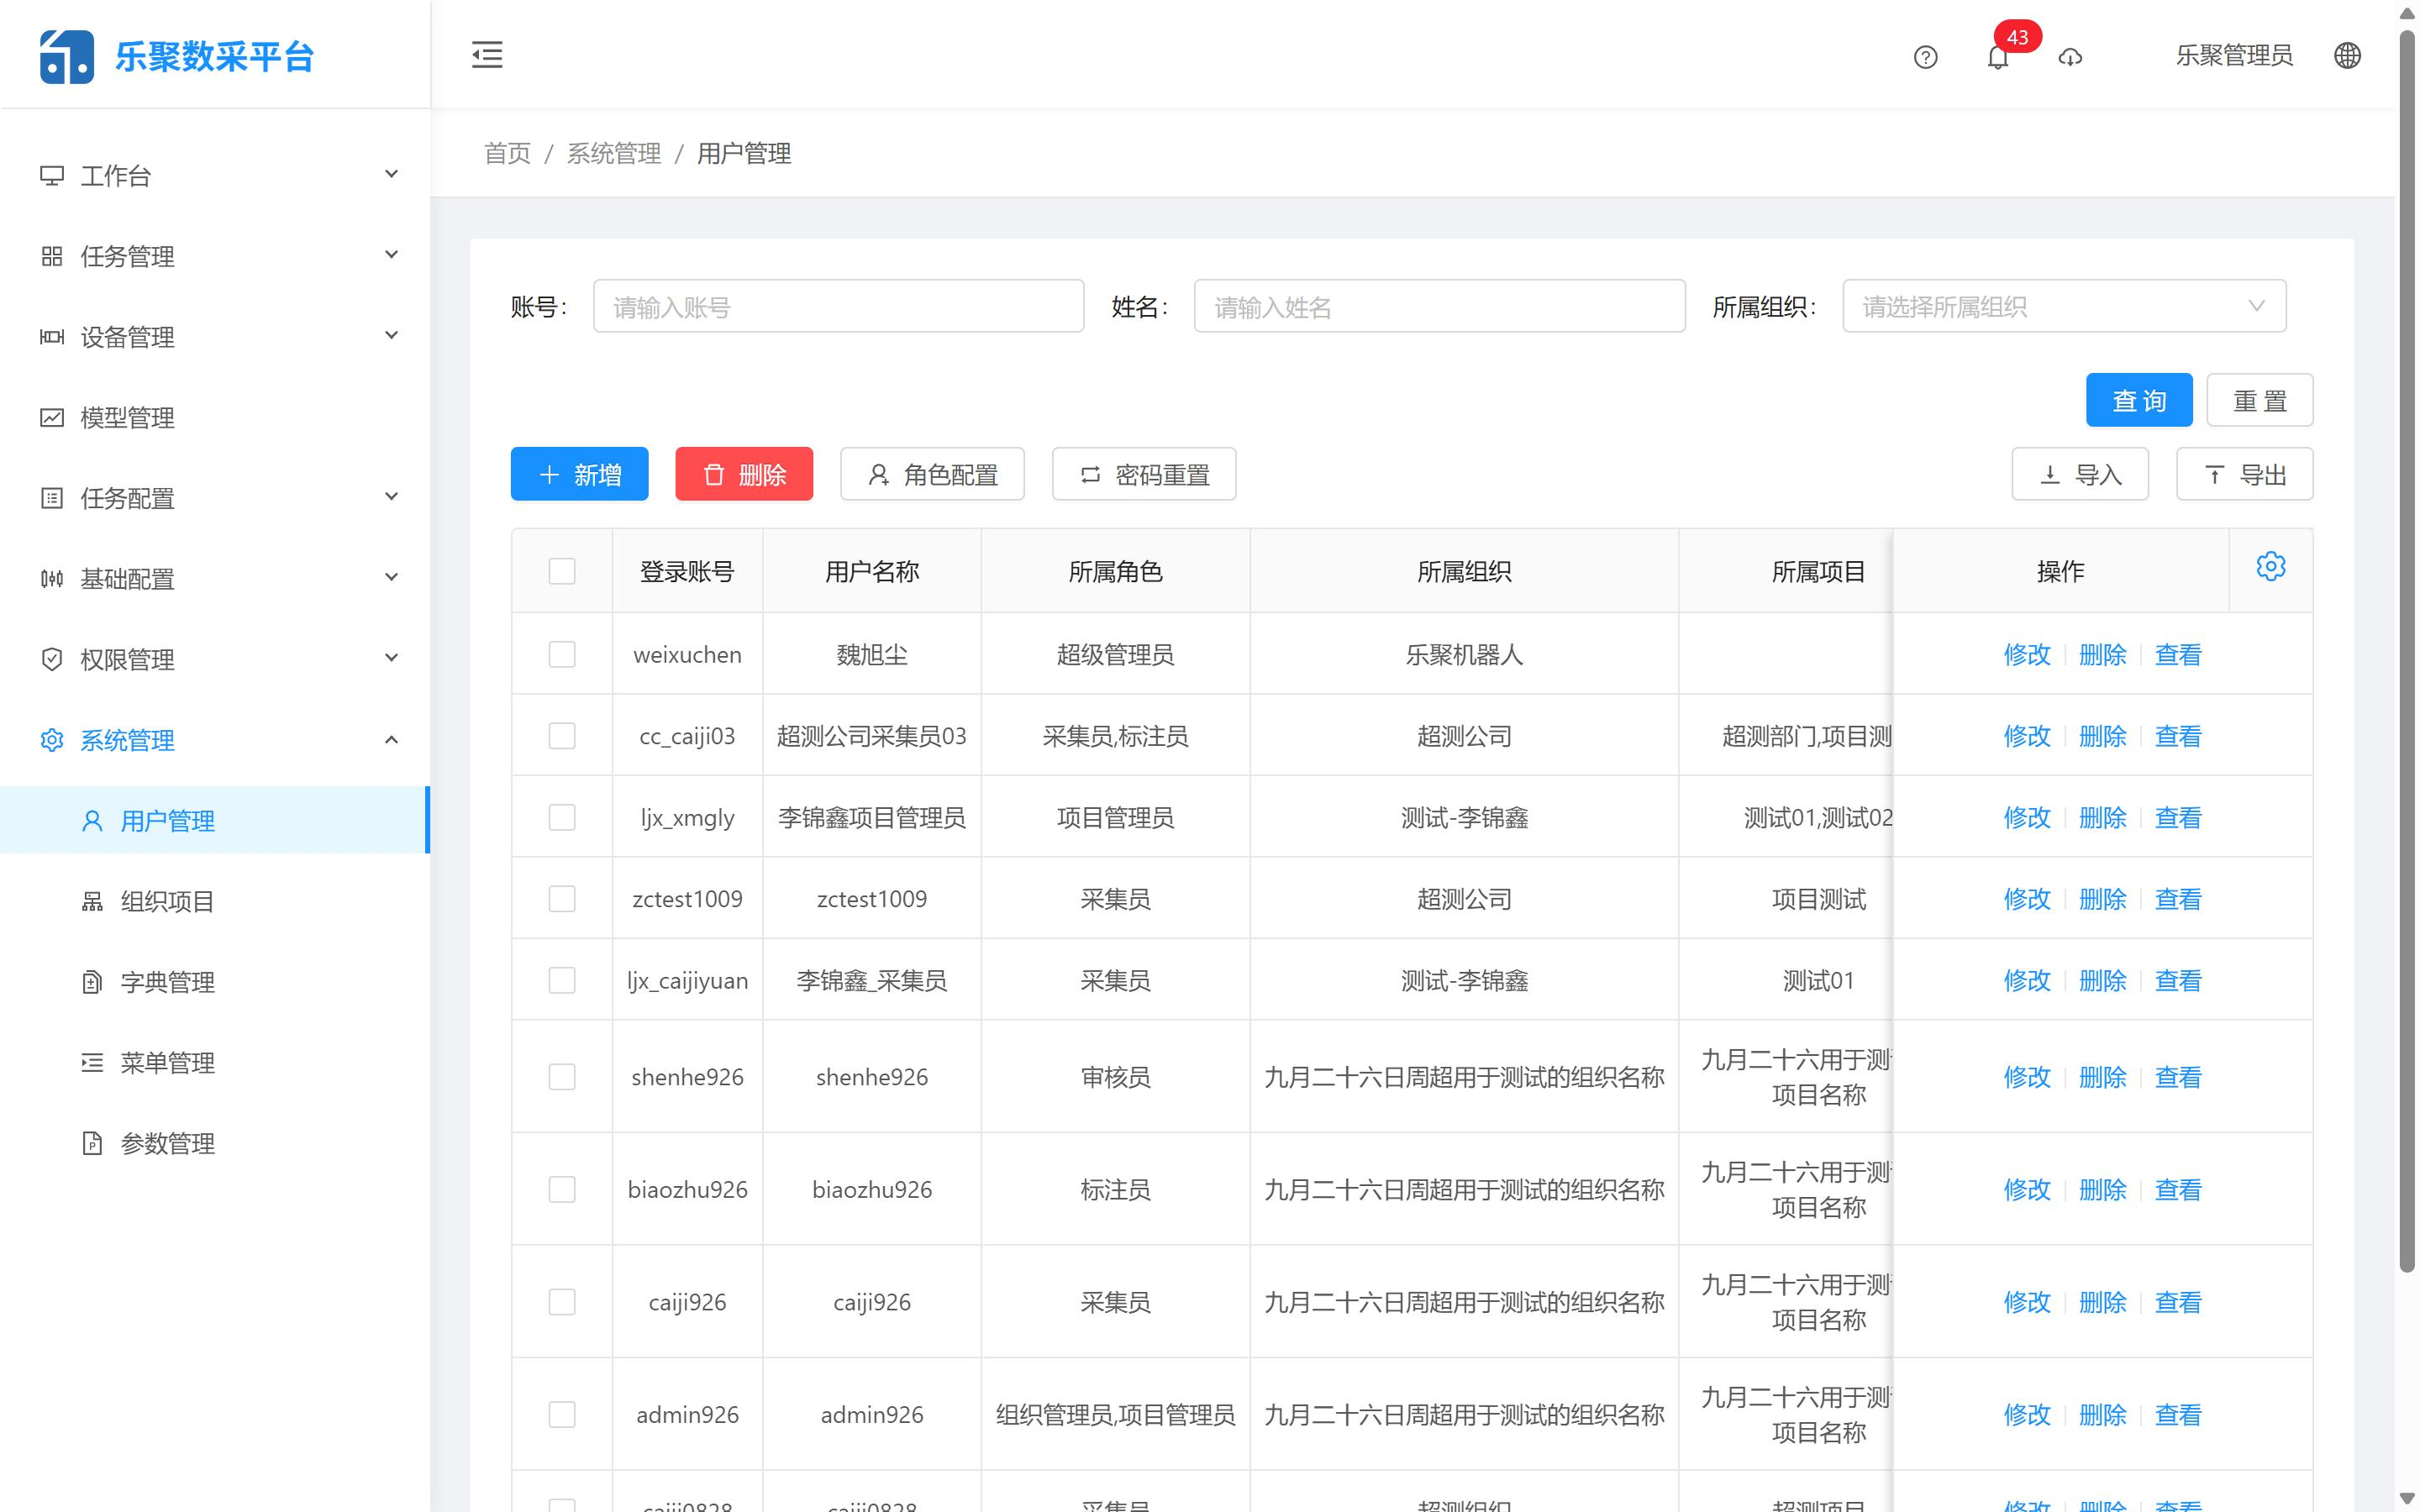 乐聚数采平台
43
乐聚管理员
首页 / 系统管理 / 用户管理
工作台
任务管理
设备管理
模型管理
任务配置
基础配置
权限管理
系统管理
用户管理
组织项目
字典管理
菜单管理
参数管理
账号: 请输入账号 姓名: 请输入姓名 所属组织: 请选择所属组织
查询 重置
新增 删除 角色配置 密码重置 导入 导出
登录账号 用户名称 所属角色 所属组织 所属项目 操作
weixuchen 魏旭尘 超级管理员 乐聚机器人 修改 删除 查看
cc_caiji03 超测公司采集员03 采集员,标注员 超测公司 超测部门,项目测 修改 删除 查看
ljx_xmgly 李锦鑫项目管理员 项目管理员 测试-李锦鑫 测试01,测试02 修改 删除 查看
zctest1009 zctest1009 采集员 超测公司 项目测试 修改 删除 查看
ljx_caijiyuan 李锦鑫_采集员 采集员 测试-李锦鑫 测试01 修改 删除 查看
shenhe926 shenhe926 审核员 九月二十六日周超用于测试的组织名称 九月二十六用于测
项目名称 修改 删除 查看
biaozhu926 biaozhu926 标注员 九月二十六日周超用于测试的组织名称 九月二十六用于测
项目名称 修改 删除 查看
caiji926 caiji926 采集员 九月二十六日周超用于测试的组织名称 九月二十六用于测
项目名称 修改 删除 查看
admin926 admin926 组织管理员,项目管理员 九月二十六日周超用于测试的组织名称 九月二十六用于测
项目名称 修改 删除 查看
caiji0828 caiji0828 采集员 超测组织 超测项目 修改 删除 查看